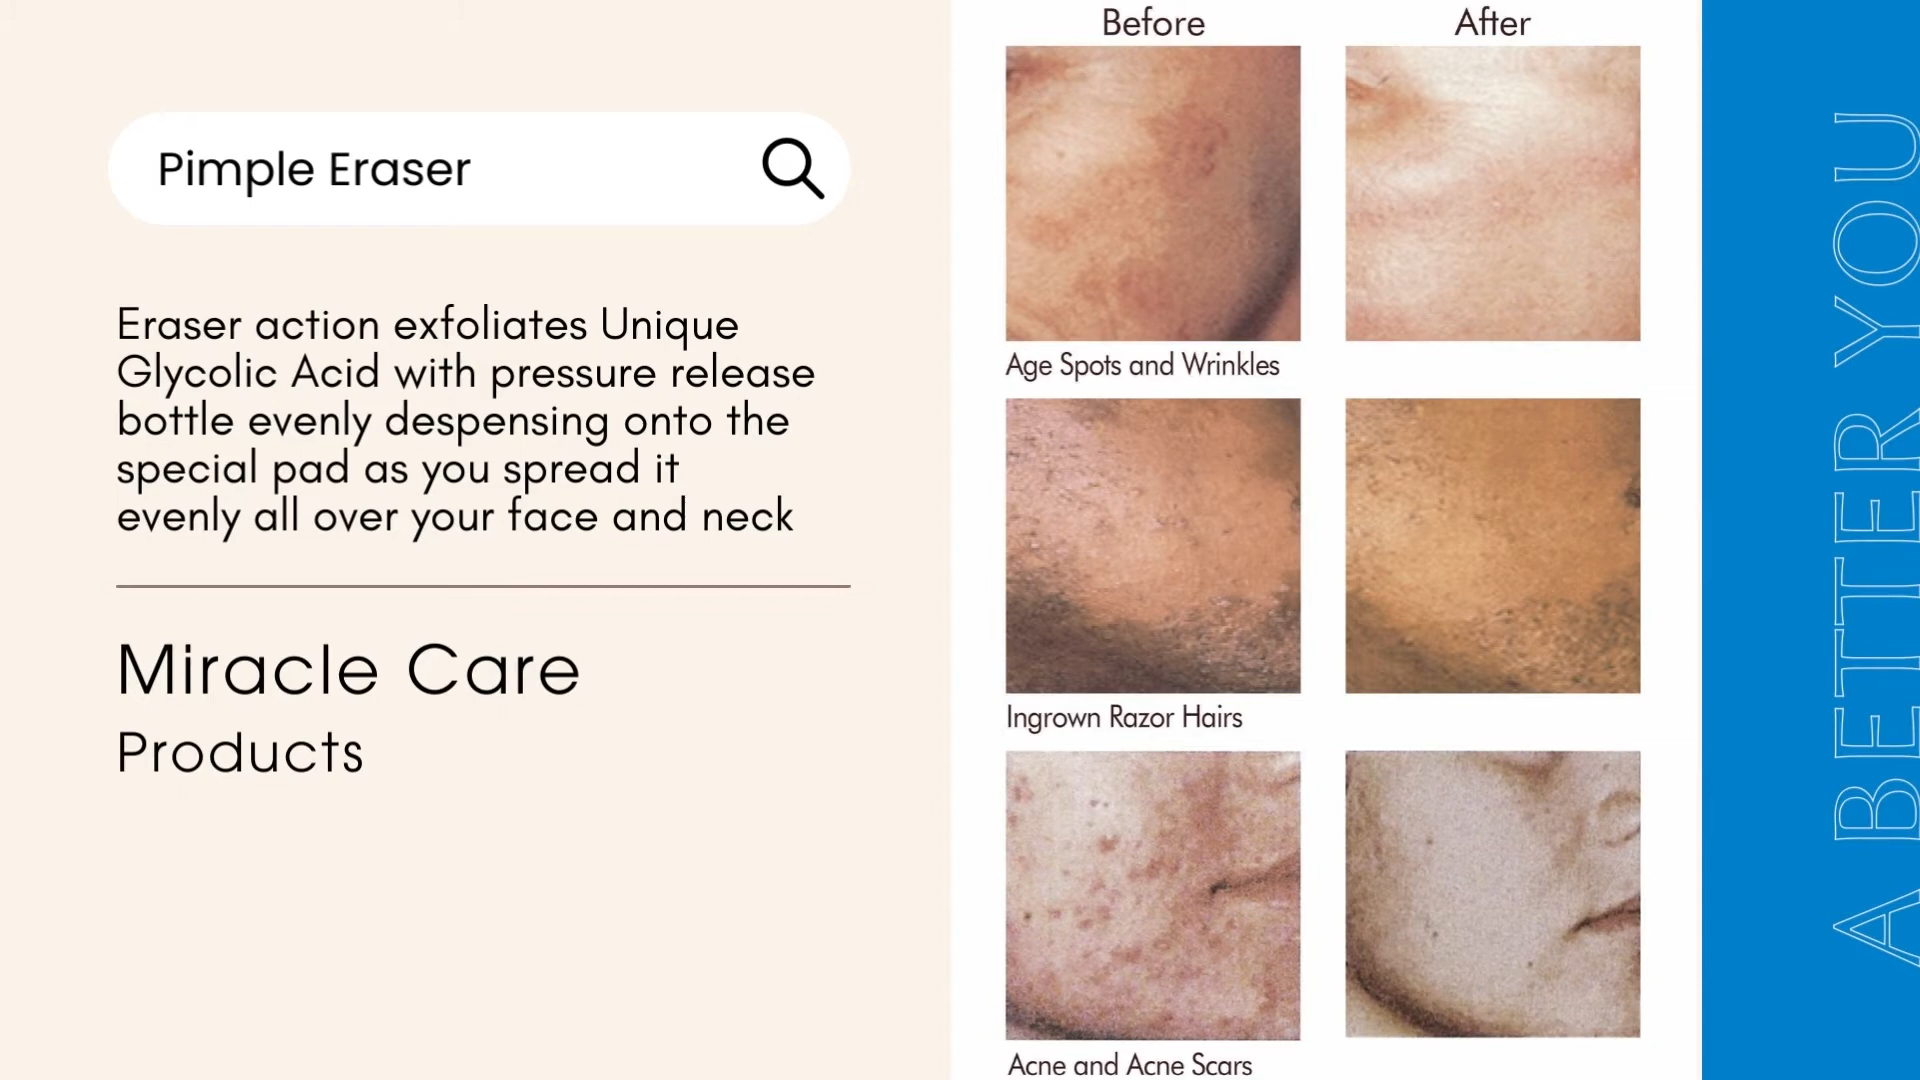 Pimple Eraser
Eraser action exfoliates Unique
Glycolic Acid with pressure release
bottle evenly despensing onto the
special pad as you spread it
evenly all over your face and neck
Miracle Care
Products
Before
After
Age Spots and Wrinkles
Ingrown Razor Hairs
Acne and Acne Scars
A BETTER YOU